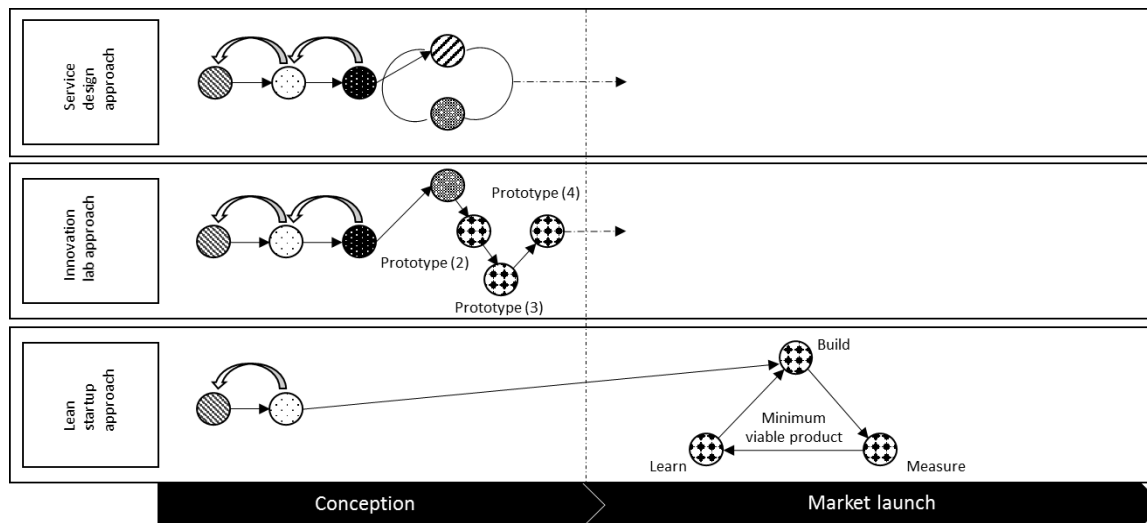 Service
design
approach
Innovation
lab approach
Prototype (4)
Prototype (2)
Prototype (3)
Lean
startup
approach
Build
Minimum
viable product
Learn
Measure
Conception
Market launch